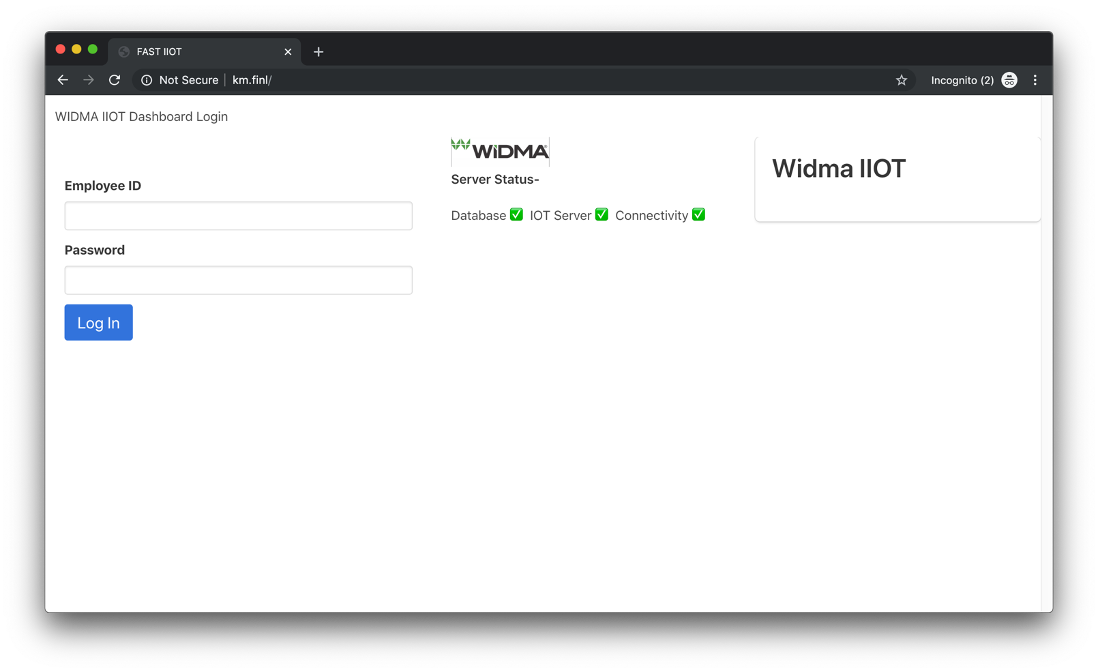 FAST IIOT
Not Secure | km.finl/
Incognito (2)
WIDMA IIOT Dashboard Login
WIDMA
Server Status-
Database ✅ IOT Server ✅ Connectivity ✅
Widma IIOT
Employee ID
Password
Log In